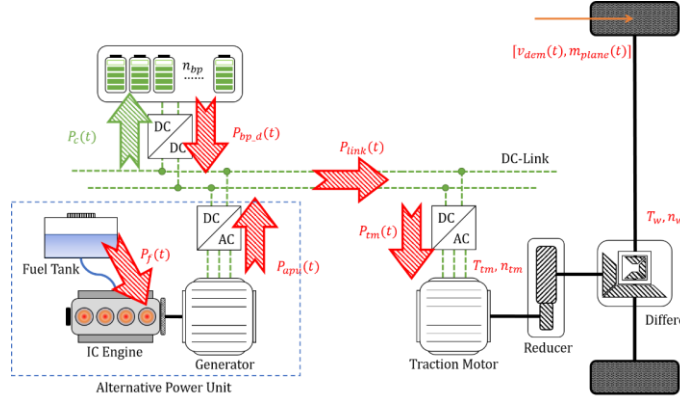 [v_dem(t), m_plane(t)]
n_bp
......
P_c(t)
DC
DC
P_bp_d(t)
P_link(t)
DC-Link
DC
AC
P_apu(t)
P_tm(t)
DC
AC
T_w, n_w
Fuel Tank
P_f(t)
T_tm, n_tm
Differe
Reducer
IC Engine
Generator
Traction Motor
Alternative Power Unit